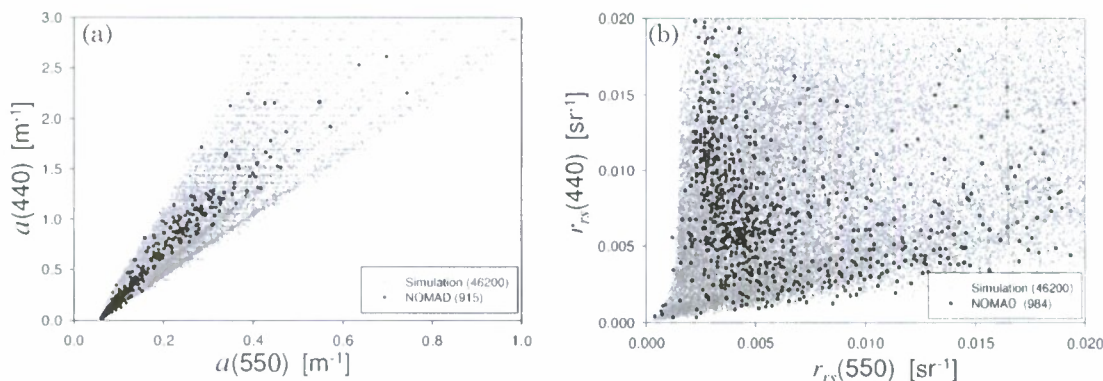 (a)
a(440) [m⁻¹]
3.0
2.5
2.0
1.5
1.0
0.5
0.0
Simulation (46200)
NOMAD (915)
0.0 0.2 0.4 0.6 0.8 1.0
a(550) [m⁻¹]
(b)
r_rs(440) [sr⁻¹]
0.020
0.015
0.010
0.005
0.000
Simulation (46200)
NOMAD (984)
0.000 0.005 0.010 0.015 0.020
r_rs(550) [sr⁻¹]